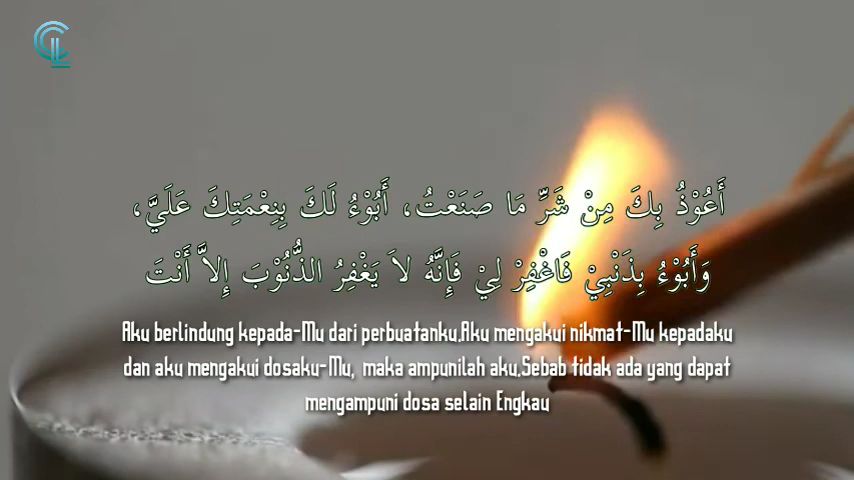 أَعُوْذُ بِكَ مِنْ شَرِّ مَا صَنَعْتُ، أَبُوْءُ لَكَ بِنِعْمَتِكَ عَلَيَّ،
وَأَبُوْءُ بِذَنْبِيْ فَاغْفِرْ لِيْ فَإِنَّهُ لاَ يَغْفِرُ الذُّنُوْبَ إِلاَّ أَنْتَ
Aku berlindung kepada-Mu dari perbuatanku.Aku mengakui nikmat-Mu kepadaku
dan aku mengakui dosaku-Mu, maka ampunilah aku.Sebab tidak ada yang dapat
mengampuni dosa selain Engkau